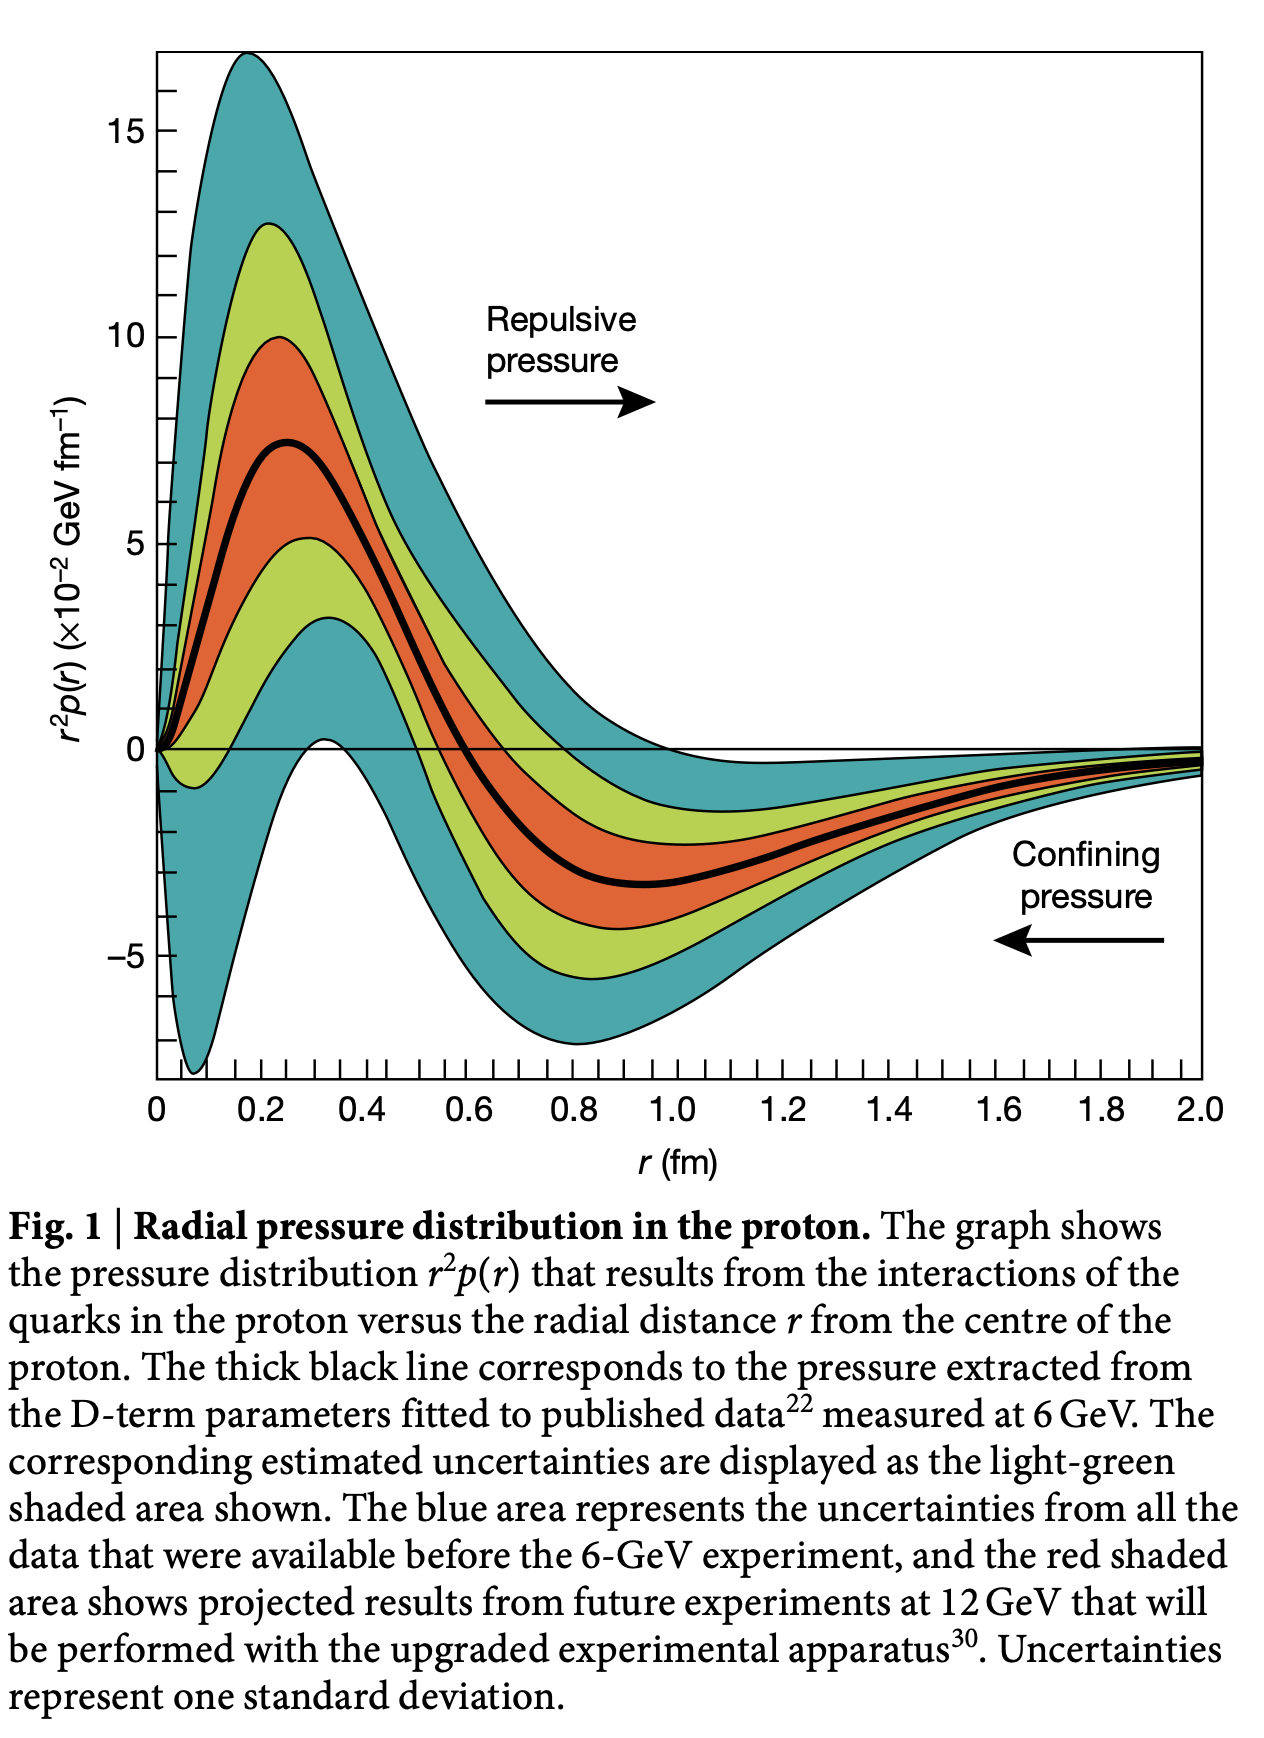 15
10
5
0
−5
r²p(r) (×10⁻² GeV fm⁻¹)
Repulsive
pressure
Confining
pressure
0 0.2 0.4 0.6 0.8 1.0 1.2 1.4 1.6 1.8 2.0
r (fm)
Fig. 1 | Radial pressure distribution in the proton. The graph shows
the pressure distribution r²p(r) that results from the interactions of the
quarks in the proton versus the radial distance r from the centre of the
proton. The thick black line corresponds to the pressure extracted from
the D-term parameters fitted to published data²² measured at 6 GeV. The
corresponding estimated uncertainties are displayed as the light-green
shaded area shown. The blue area represents the uncertainties from all the
data that were available before the 6-GeV experiment, and the red shaded
area shows projected results from future experiments at 12 GeV that will
be performed with the upgraded experimental apparatus³⁰. Uncertainties
represent one standard deviation.